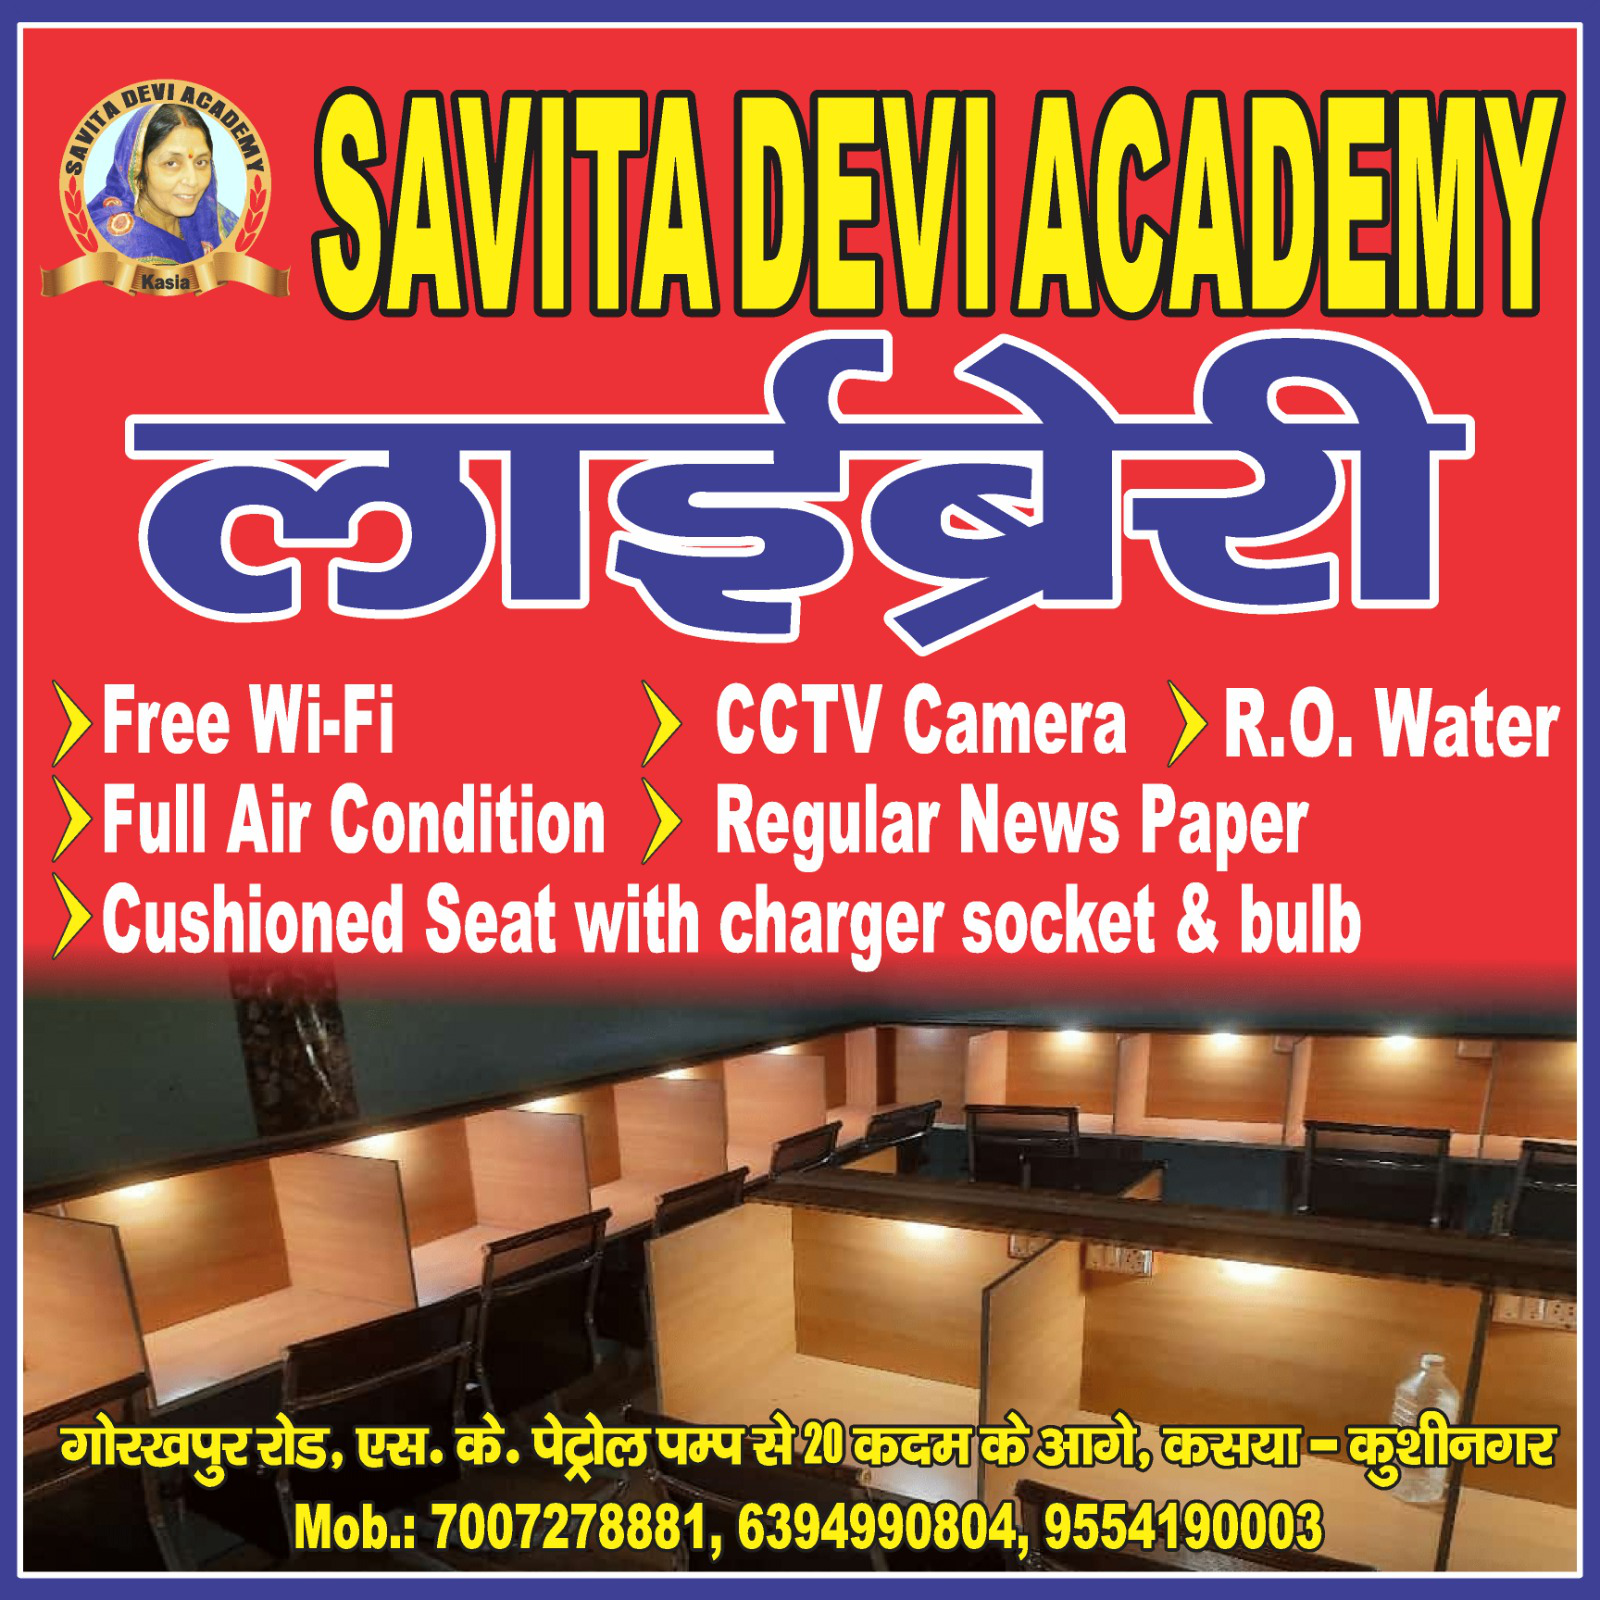 SAVITA DEVI ACADEMY
Kasia
SAVITA DEVI ACADEMY
लाईब्रेरी
Free Wi-Fi
CCTV Camera
R.O. Water
Full Air Condition
Regular News Paper
Cushioned Seat with charger socket & bulb
गोरखपुर रोड, एस. के. पेट्रोल पम्प से 20 कदम के आगे, कसया - कुशीनगर
Mob.: 7007278881, 6394990804, 9554190003